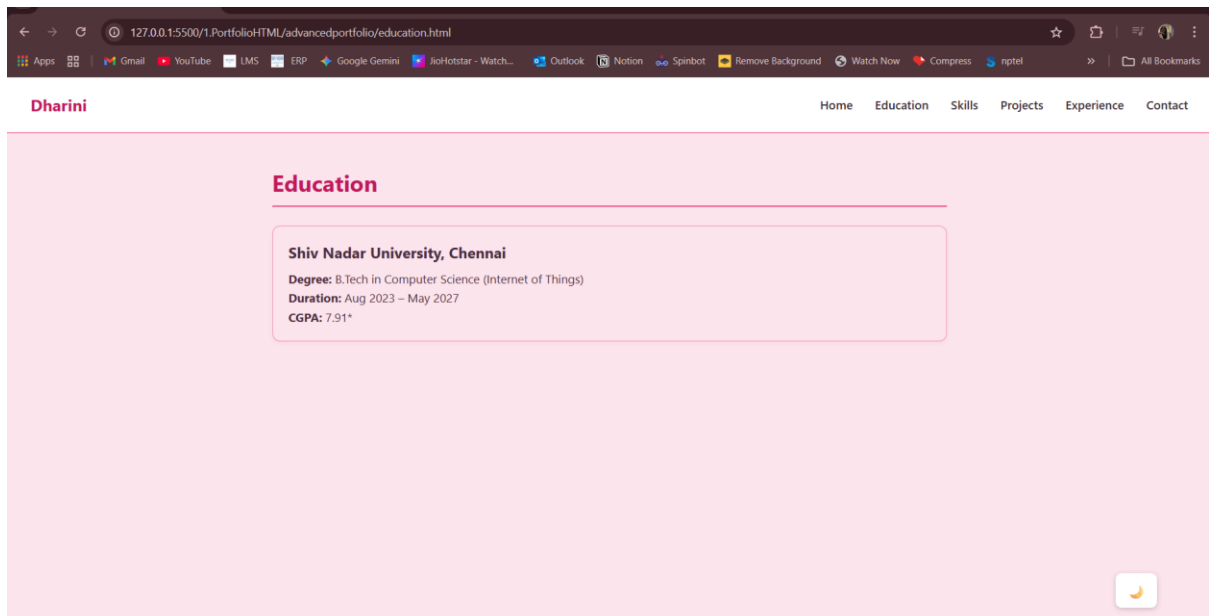 127.0.0.1:5500/1.PortfolioHTML/advancedportfolio/education.html
Apps Gmail YouTube LMS ERP Google Gemini JioHotstar - Watch... Outlook Notion Spinbot Remove Background Watch Now Compress nptel » All Bookmarks
Dharini Home Education Skills Projects Experience Contact
Education
Shiv Nadar University, Chennai
Degree: B.Tech in Computer Science (Internet of Things)
Duration: Aug 2023 – May 2027
CGPA: 7.91*